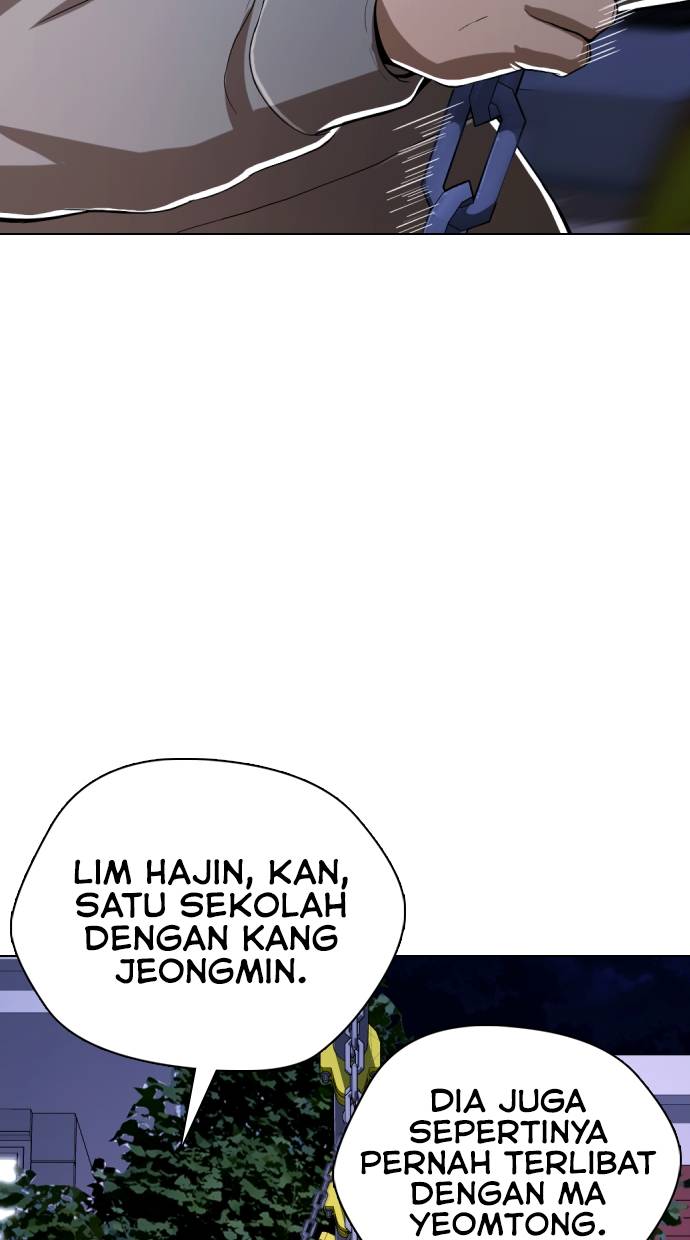 LIM HAJIN, KAN,
SATU SEKOLAH
DENGAN KANG
JEONGMIN.
DIA JUGA
SEPERTINYA
PERNAH TERLIBAT
DENGAN MA
YEOMTONG.